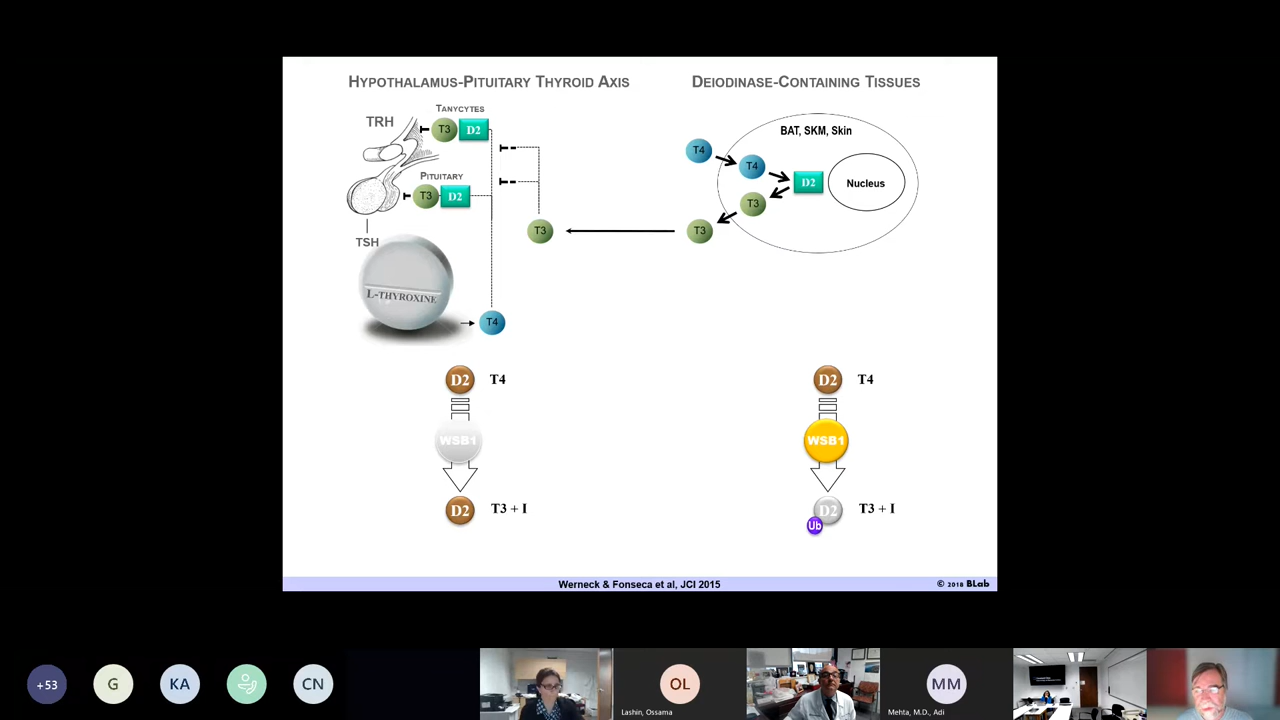 HYPOTHALAMUS-PITUITARY THYROID AXIS
TANYCTES
TRH
T3
D2
PITUITARY
T3
D2
TSH
L-THYROXINE
T4
T3
DEIODINASE-CONTAINING TISSUES
BAT, SKM, Skin
T4
T4
D2
Nucleus
T3
T3
D2 T4
WSB1
D2 T3 + I
D2 T4
WSB1
D2 T3 + I
Ub
Werneck & Fonseca et al, JCI 2015
© 2018 BLab
+53
G
KA
CN
OL
Lashin, Ossama
MM
Mehta, M.D., Adi